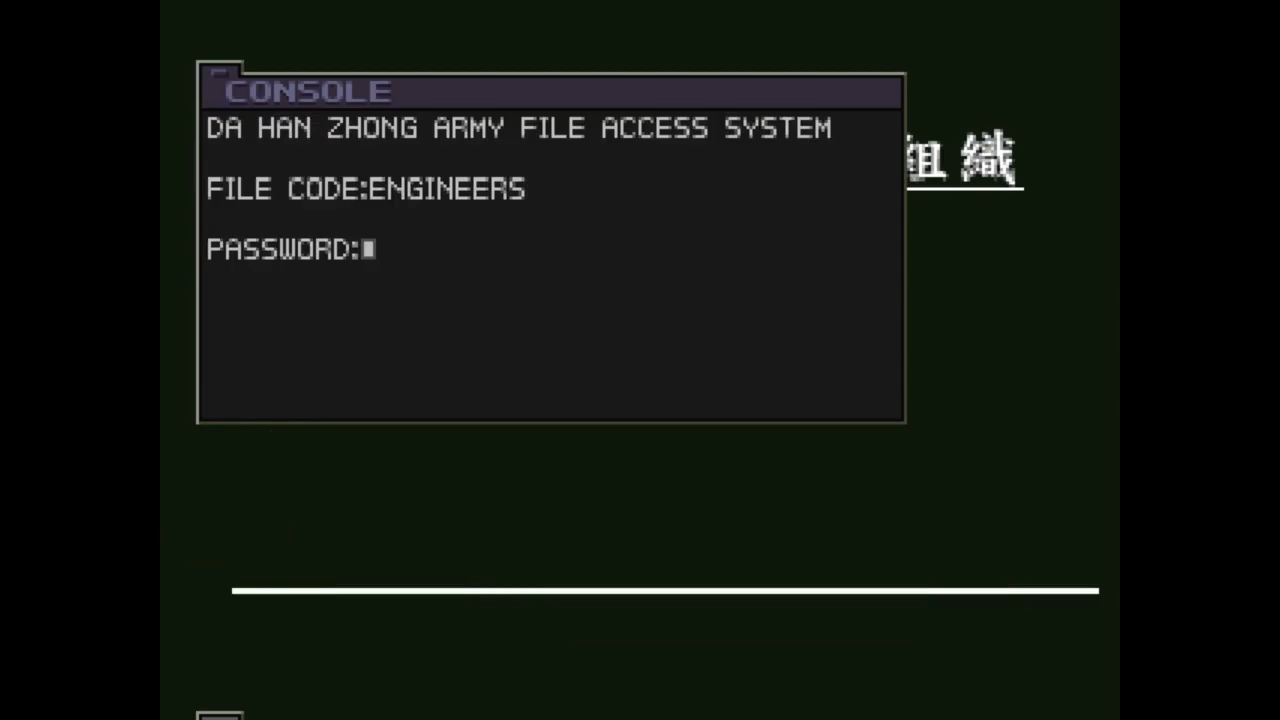 CONSOLE
DA HAN ZHONG ARMY FILE ACCESS SYSTEM
組織
FILE CODE:ENGINEERS
PASSWORD: